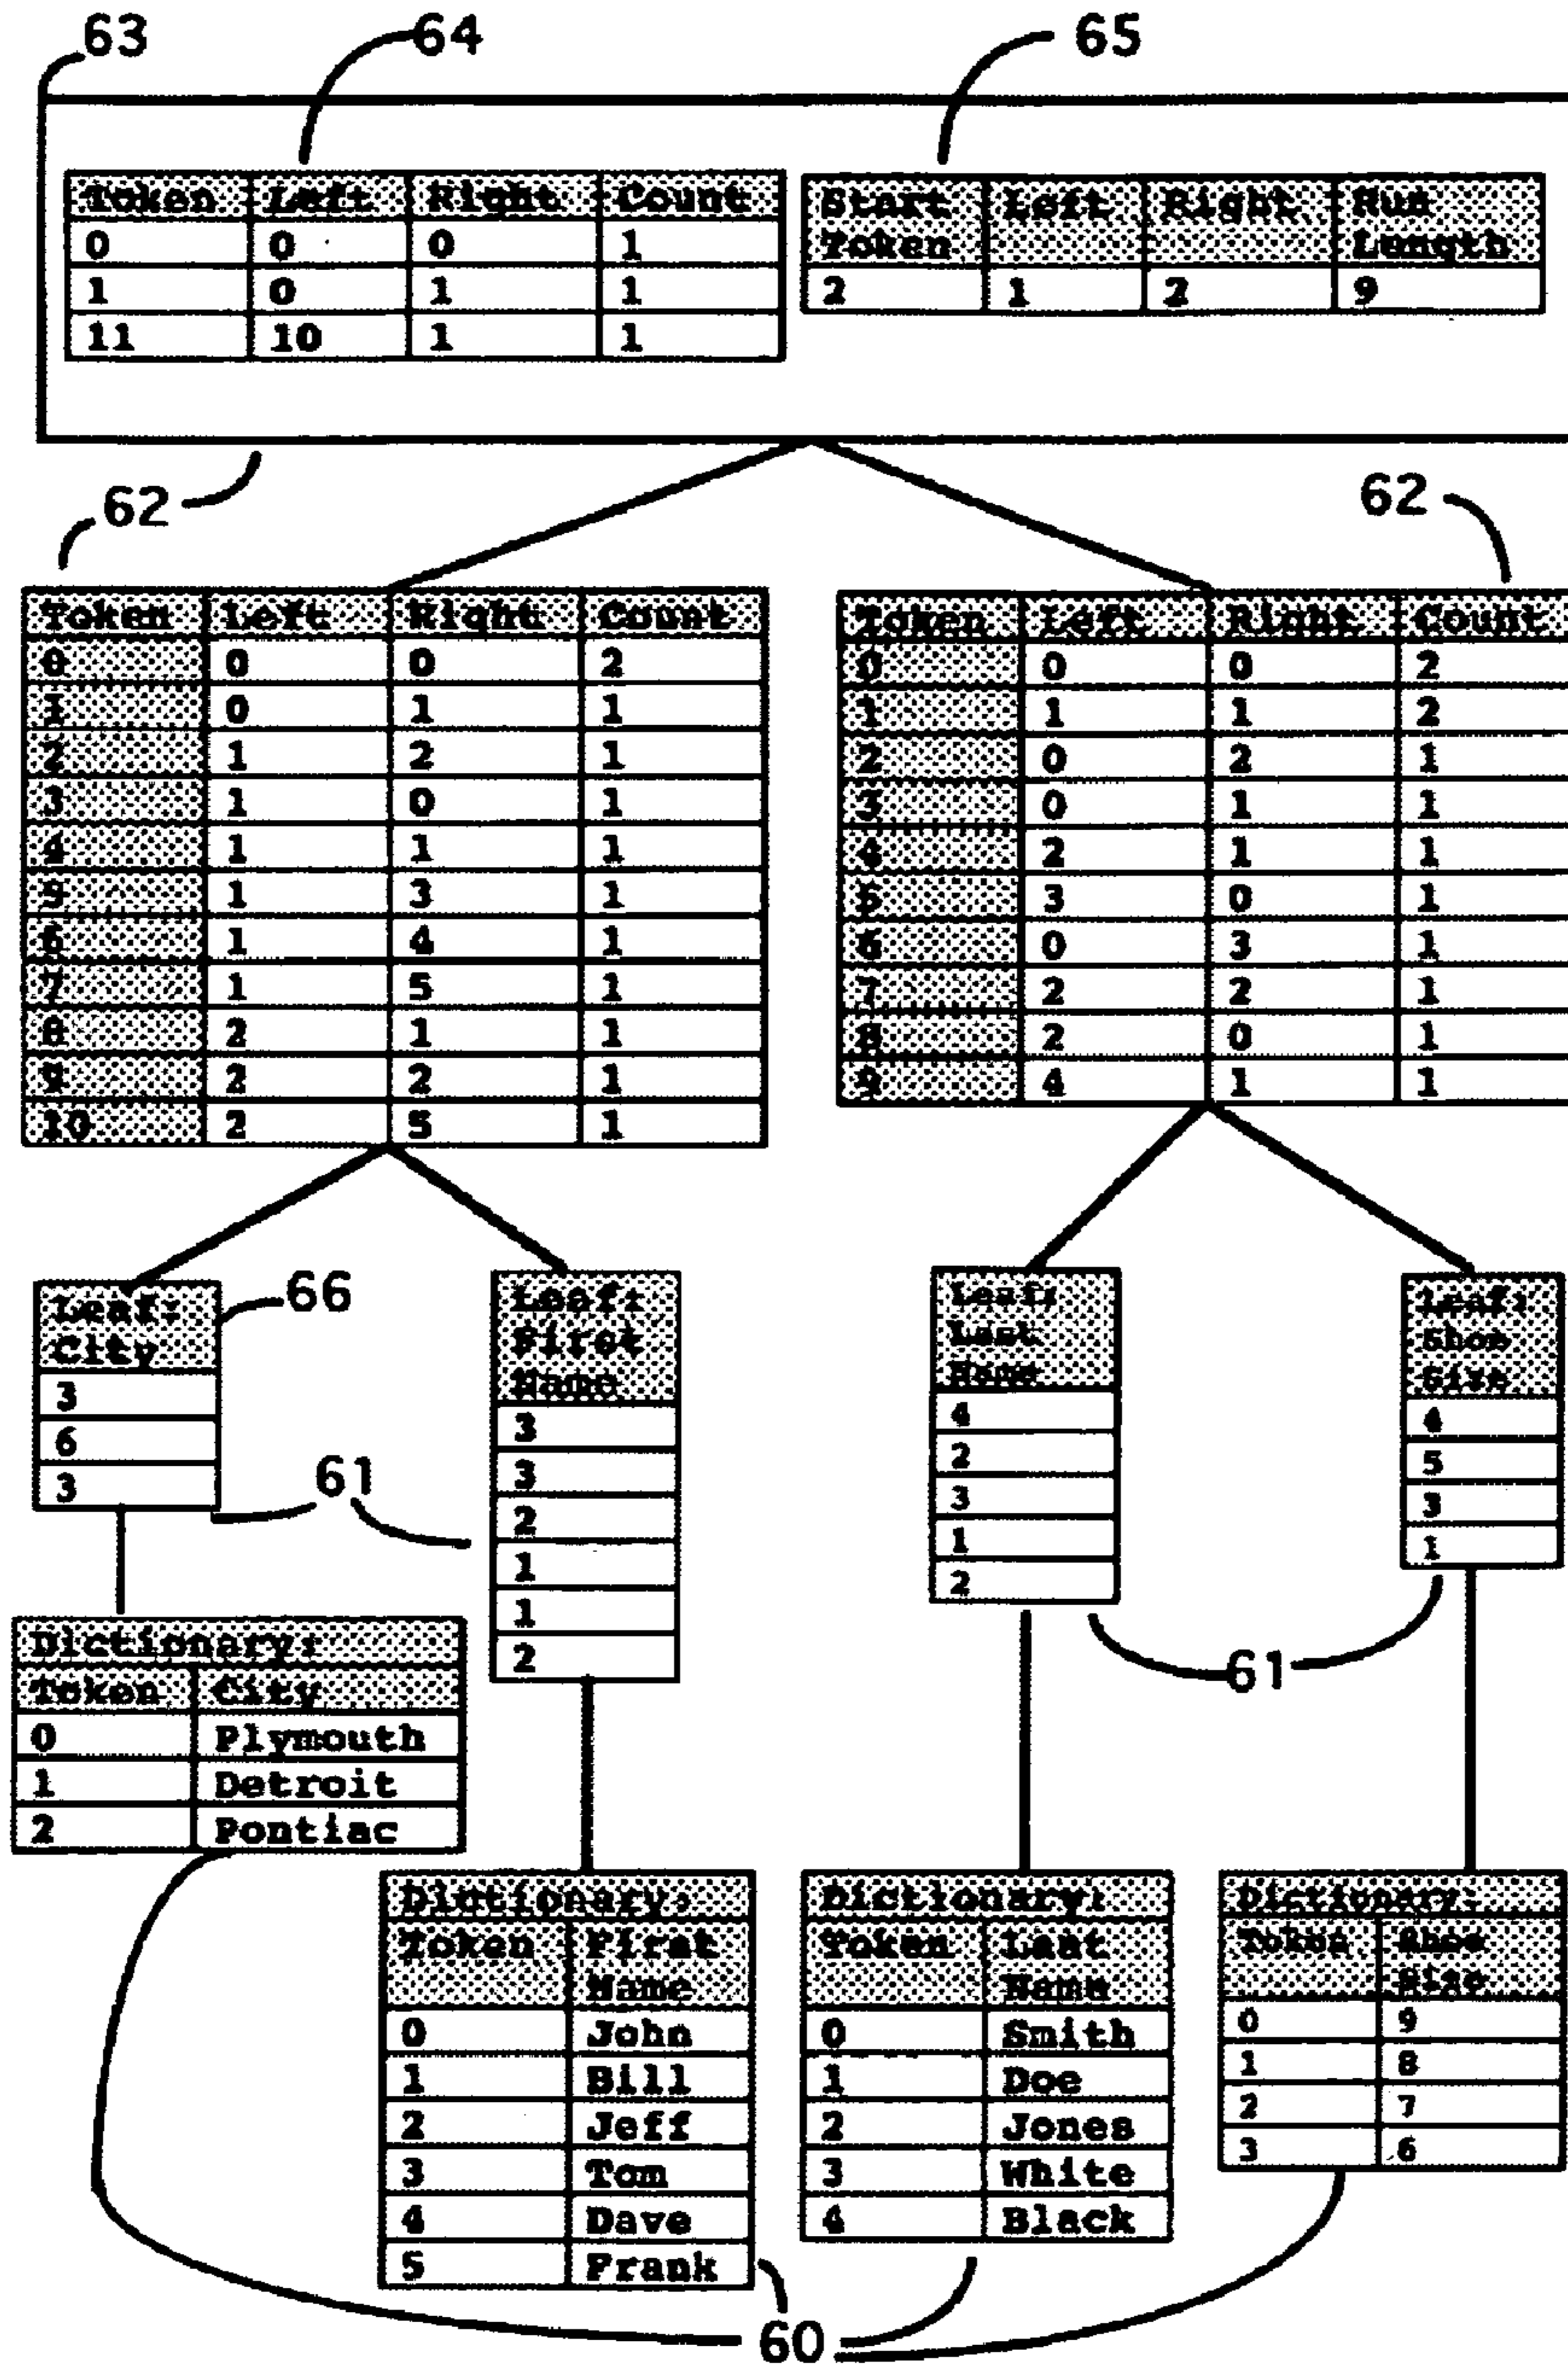 63 64 65
Token Left Right Count
0 0 0 1
1 0 1 1
11 10 1 1
Start Token Left Right Run Length
2 1 2 9
62 62
Token Left Right Count
0 0 0 2
1 0 1 1
2 1 2 1
3 1 0 1
4 1 1 1
5 1 3 1
6 1 4 1
7 1 5 1
8 2 1 1
9 2 2 1
10 2 5 1
Token Left Right Count
0 0 0 2
1 1 1 2
2 0 2 1
3 0 1 1
4 2 1 1
5 3 0 1
6 0 3 1
7 2 2 1
8 2 0 1
9 4 1 1
Leaf:
City
3
6
3
66
61
Leaf:
First
Name
3
3
2
1
1
2
Leaf:
Last
Name
4
2
3
1
2
Leaf:
Shoe
Size
4
5
3
1
61
Dictionary:
Token City
0 Plymouth
1 Detroit
2 Pontiac
Dictionary:
Token First Name
0 John
1 Bill
2 Jeff
3 Tom
4 Dave
5 Frank
Dictionary:
Token Last Name
0 Smith
1 Doe
2 Jones
3 White
4 Black
Dictionary:
Token Shoe Size
0 9
1 8
2 7
3 6
60